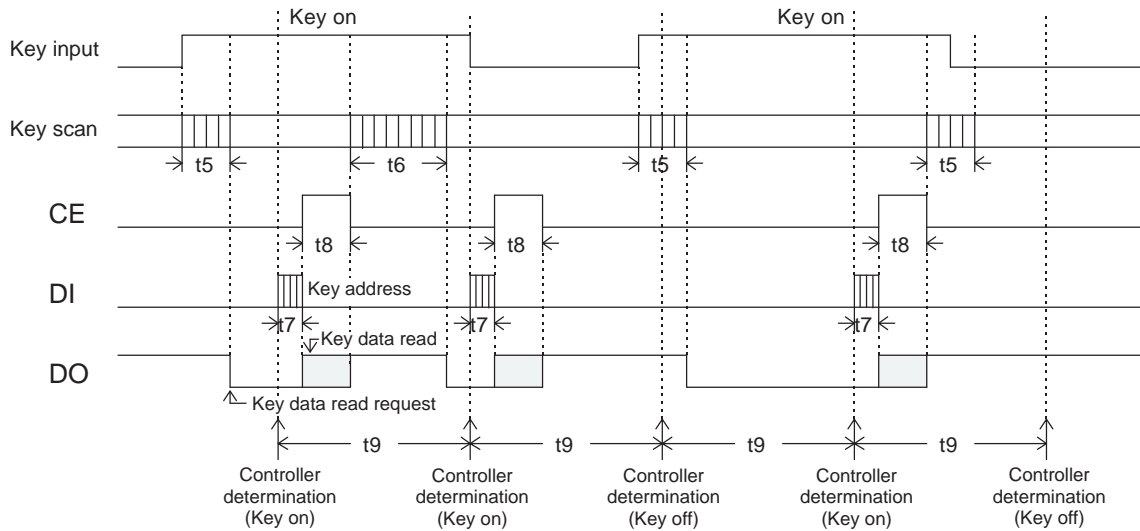 Key on
Key on
Key input
Key scan
t5
t6
t5
t5
CE
t8
t8
t8
DI
Key address
t7
t7
t7
Key data read
DO
Key data read request
t9
t9
t9
t9
Controller
determination
(Key on)
Controller
determination
(Key on)
Controller
determination
(Key off)
Controller
determination
(Key on)
Controller
determination
(Key off)